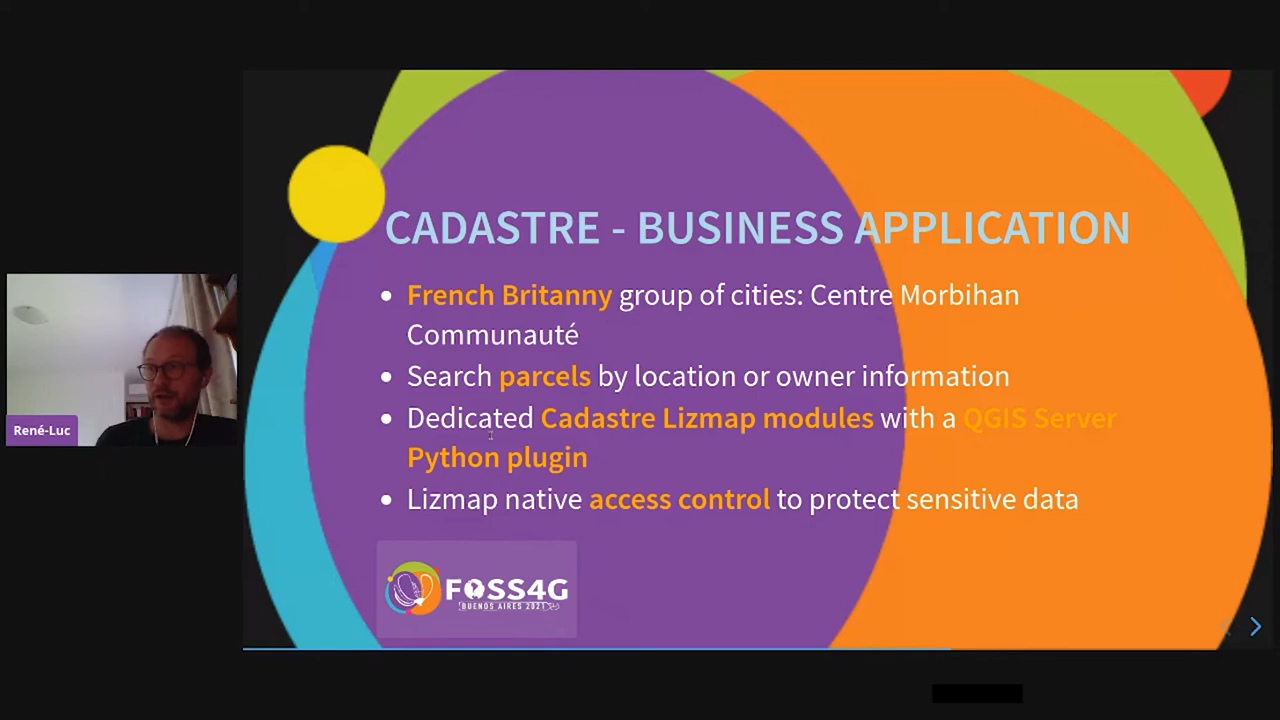 CADASTRE - BUSINESS APPLICATION
French Britanny group of cities: Centre Morbihan
Communauté
Search parcels by location or owner information
Dedicated Cadastre Lizmap modules with a QGIS Server
Python plugin
Lizmap native access control to protect sensitive data
René-Luc
FOSS4G
BUENOS AIRES 2021